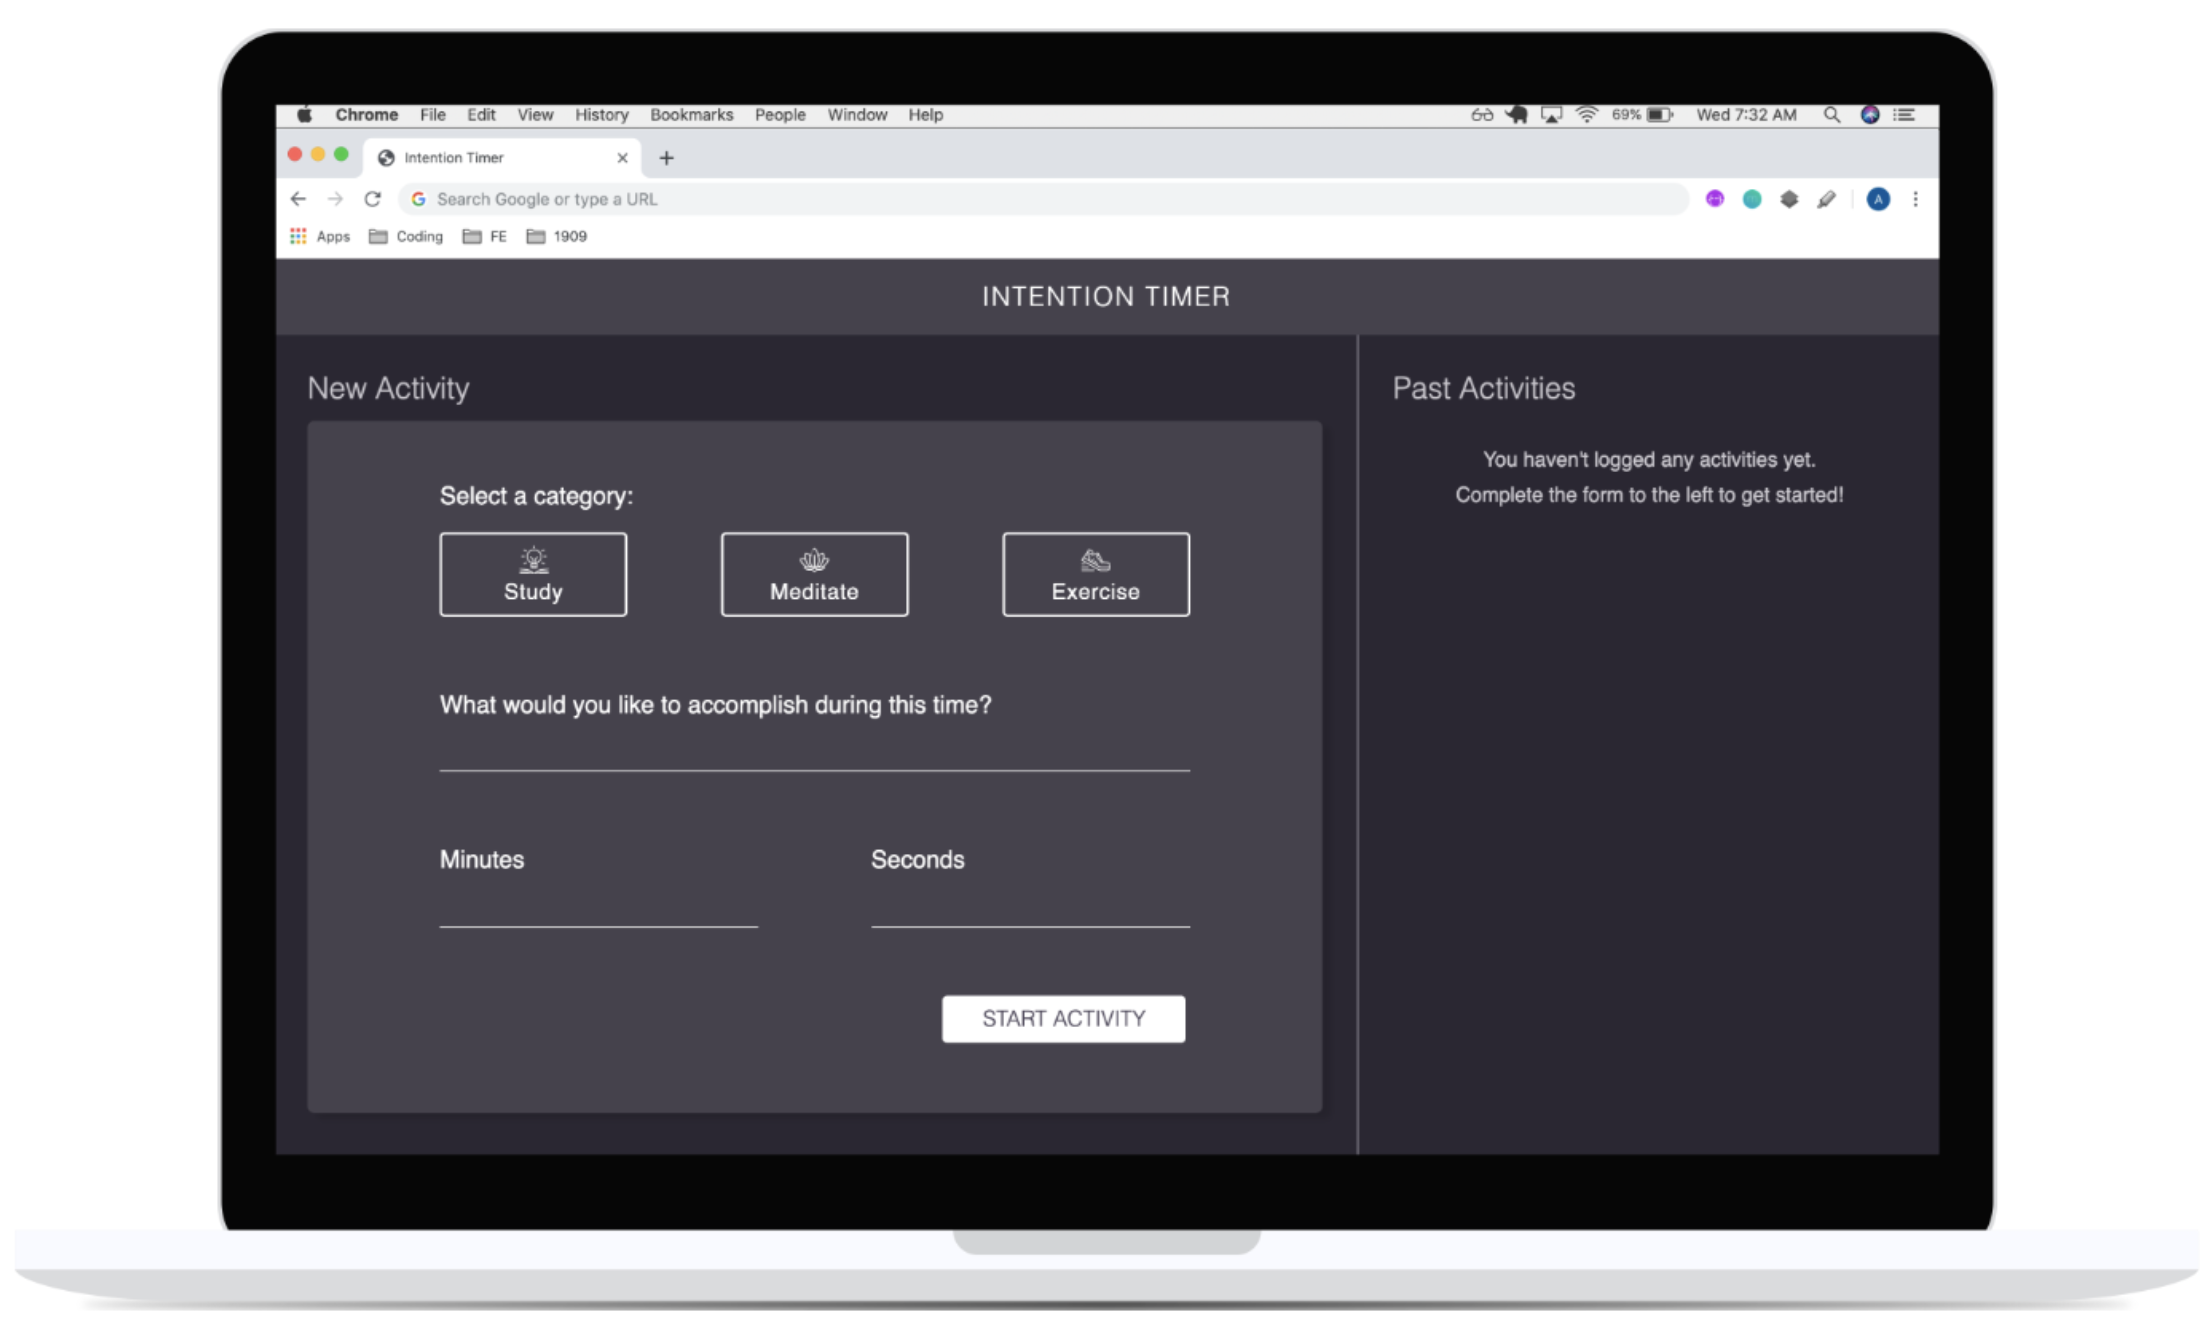 Chrome File Edit View History Bookmarks People Window Help 69% Wed 7:32 AM
Intention Timer
Search Google or type a URL A
Apps Coding FE 1909
INTENTION TIMER
New Activity
Select a category:
Study Meditate Exercise
What would you like to accomplish during this time?
Minutes Seconds
START ACTIVITY
Past Activities
You haven't logged any activities yet.
Complete the form to the left to get started!